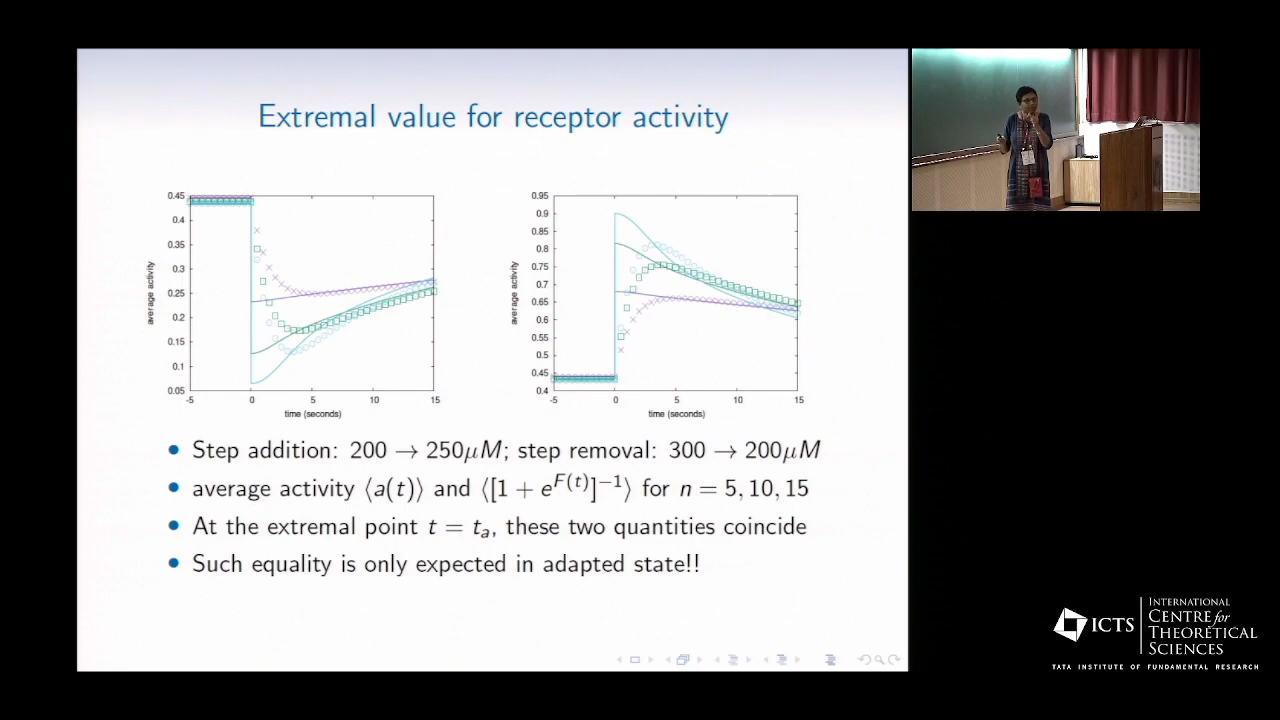 Extremal value for receptor activity
0.45
0.4
0.35
0.3
0.25
0.2
0.15
0.1
0.05
average activity
-5 0 5 10 15
time (seconds)
0.95
0.9
0.85
0.8
0.75
0.7
0.65
0.6
0.55
0.5
0.45
0.4
average activity
-5 0 5 10 15
time (seconds)
• Step addition: 200 → 250μM; step removal: 300 → 200μM
• average activity ⟨a(t)⟩ and ⟨[1 + e^{F(t)}]^{-1}⟩ for n = 5, 10, 15
• At the extremal point t = t_a, these two quantities coincide
• Such equality is only expected in adapted state!!
ICTS
INTERNATIONAL
CENTRE for
THEORETICAL
SCIENCES
TATA INSTITUTE OF FUNDAMENTAL RESEARCH